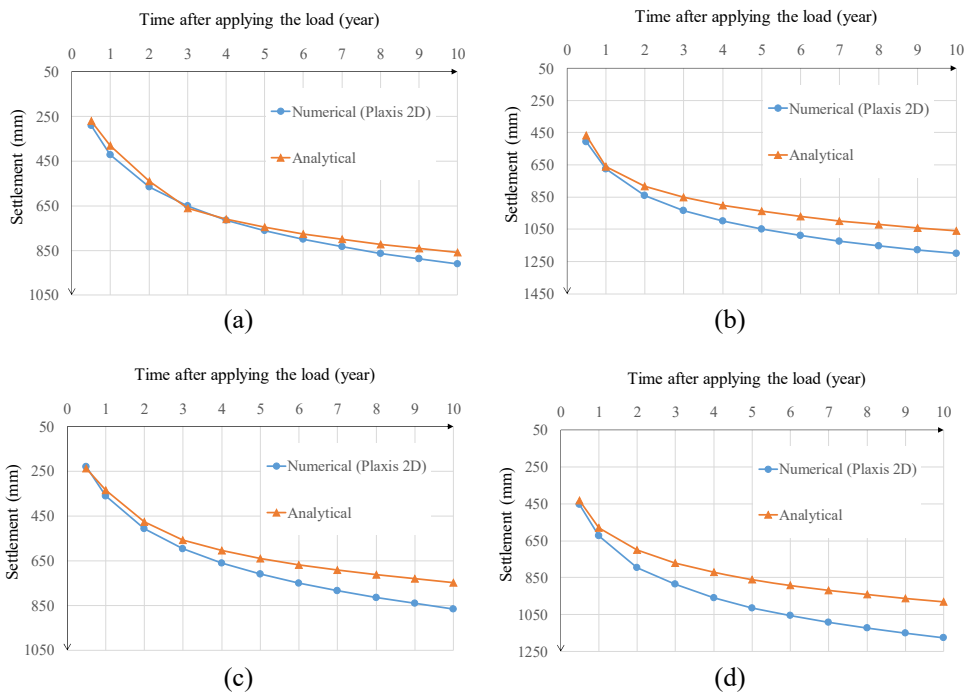 Time after applying the load (year)
0 1 2 3 4 5 6 7 8 9 10
50
250
450
650
850
1050
Settlement (mm)
Numerical (Plaxis 2D)
Analytical
(a)
Time after applying the load (year)
0 1 2 3 4 5 6 7 8 9 10
50
250
450
650
850
1050
1250
1450
Settlement (mm)
Numerical (Plaxis 2D)
Analytical
(b)
Time after applying the load (year)
0 1 2 3 4 5 6 7 8 9 10
50
250
450
650
850
1050
Settlement (mm)
Numerical (Plaxis 2D)
Analytical
(c)
Time after applying the load (year)
0 1 2 3 4 5 6 7 8 9 10
50
250
450
650
850
1050
1250
Settlement (mm)
Numerical (Plaxis 2D)
Analytical
(d)